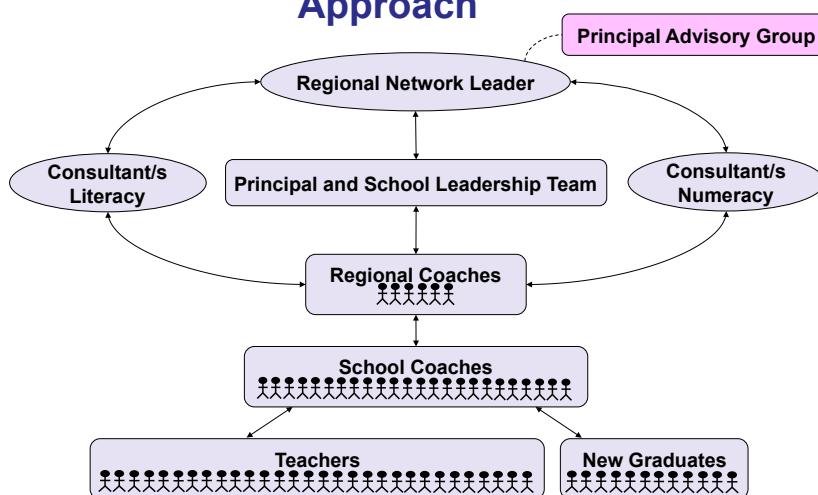 Approach
Principal Advisory Group
Regional Network Leader
Consultant/s
Literacy
Principal and School Leadership Team
Consultant/s
Numeracy
Regional Coaches
School Coaches
Teachers
New Graduates